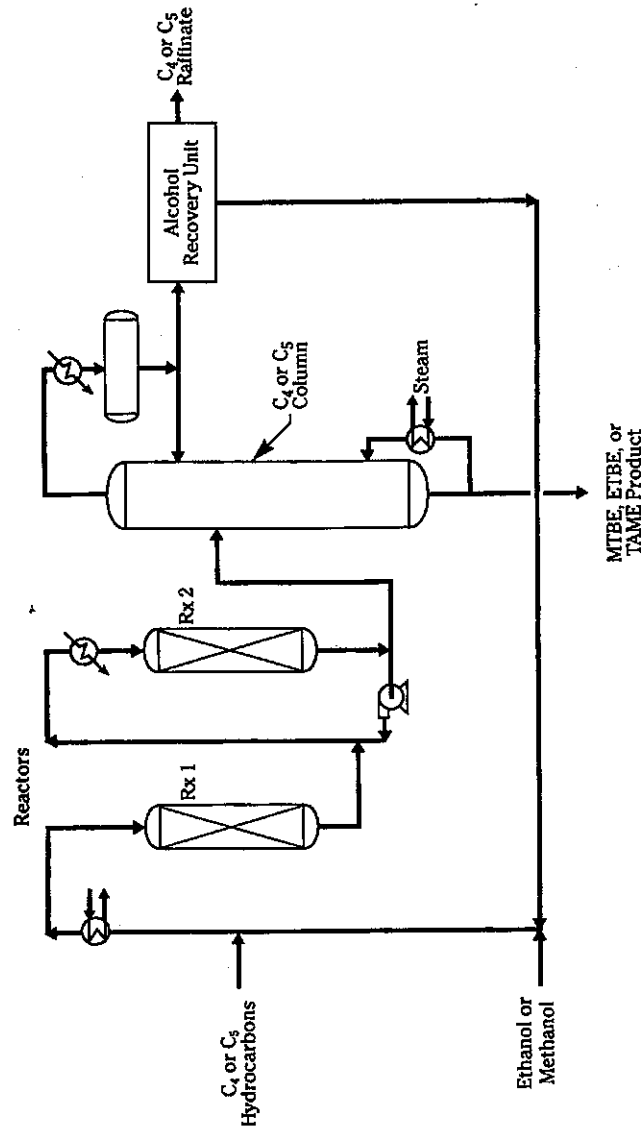 Reactors
Rx 1
Rx 2
C₄ or C₅
Hydrocarbons
Ethanol or
Methanol
C₄ or C₅
Column
Steam
MTBE, ETBE, or
TAME Product
Alcohol
Recovery Unit
C₄ or C₅
Raffinate